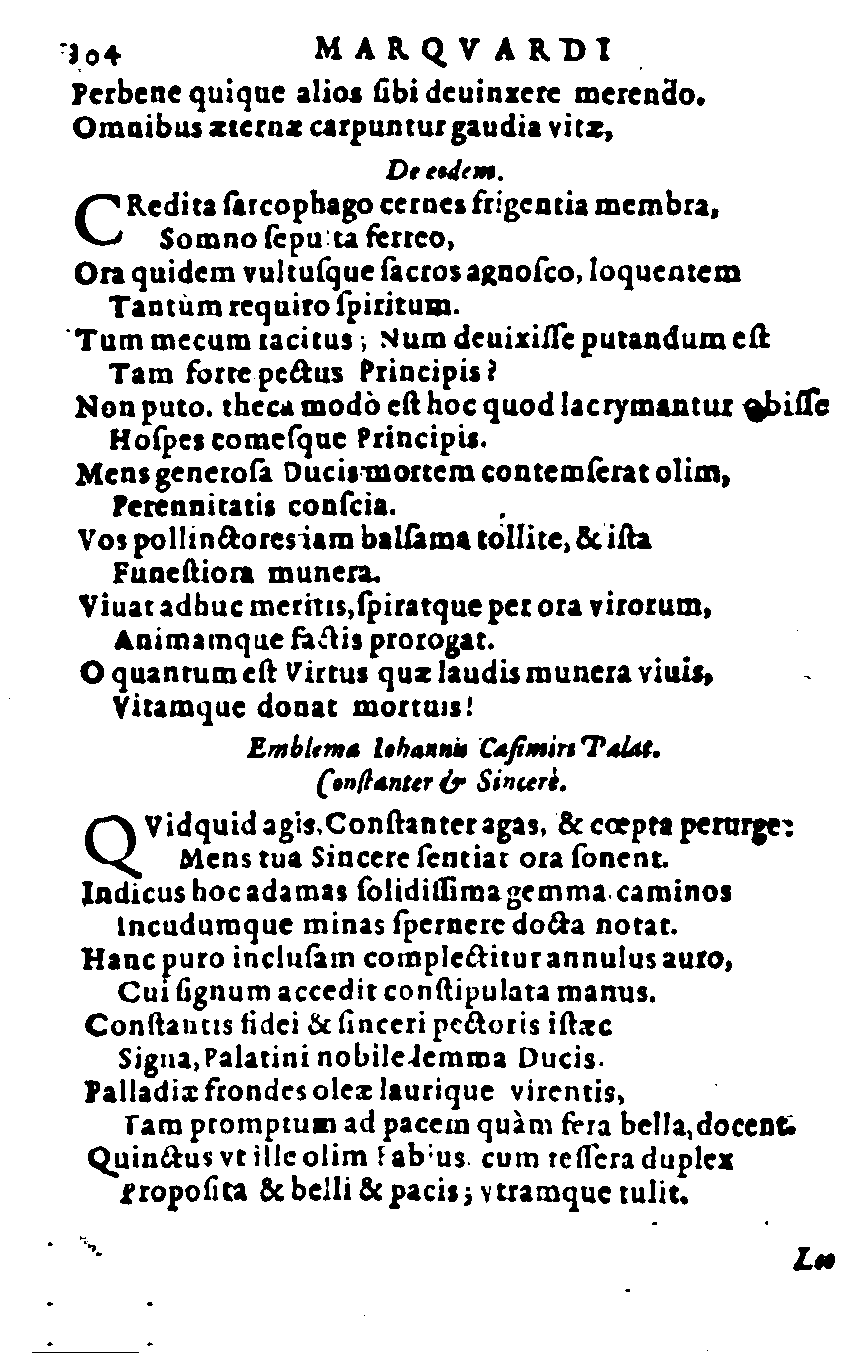 304 MARQVARDI
Perbene quique alios ſibi deuinxere merendo.
Omnibus æternæ carpuntur gaudia vitæ,
De eodem.
CRedita ſarcophago cernes frigentia membra,
Somno ſepulta ferreo,
Ora quidem vultuſque ſacros agnoſco, loquentem
Tantùm requiro ſpiritum.
Tum mecum tacitus; Num deuixiſſe putandum eſt
Tam forte pectus Principis?
Non puto. theca modò eſt hoc quod lacrymantur obiſſe
Hoſpes comeſque Principis.
Mens generoſa Ducis mortem contemſerat olim,
Perennitatis conſcia.
Vos pollinctores iam balſama tollite, & iſta
Funeſtiora munera.
Viuat adhuc meritis, ſpiratque per ora virorum,
Animamque factis prorogat.
O quantum eſt Virtus quæ laudis munera viuis,
Vitamque donat mortuis!
Emblema Iohannis Caſimiri Palat.
Conſtanter & Sincerè.
QVidquid agis, Conſtanter agas, & cœpta perurge:
Mens tua Sincere ſentiat ora ſonent.
Indicus hoc adamas ſolidiſſima gemma caminos
Incudumque minas ſpernere docta notat.
Hanc puro incluſam complectitur annulus auro,
Cui ſignum accedit conſtipulata manus.
Conſtantis fidei & ſinceri pectoris iſtæc
Signa, Palatini nobile lemma Ducis.
Palladiæ frondes oleæ laurique virentis,
Tam promptum ad pacem quàm fera bella, docent.
Quinctus vt ille olim Fabius. cum teſſera duplex
Propoſita & belli & pacis; vtramque tulit.
Leo